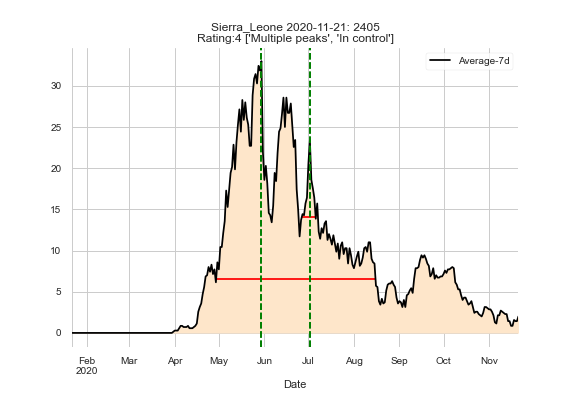 Sierra_Leone 2020-11-21: 2405
Rating:4 ['Multiple peaks', 'In control']
Average-7d
30
25
20
15
10
5
0
Feb Mar Apr May Jun Jul Aug Sep Oct Nov
2020
Date